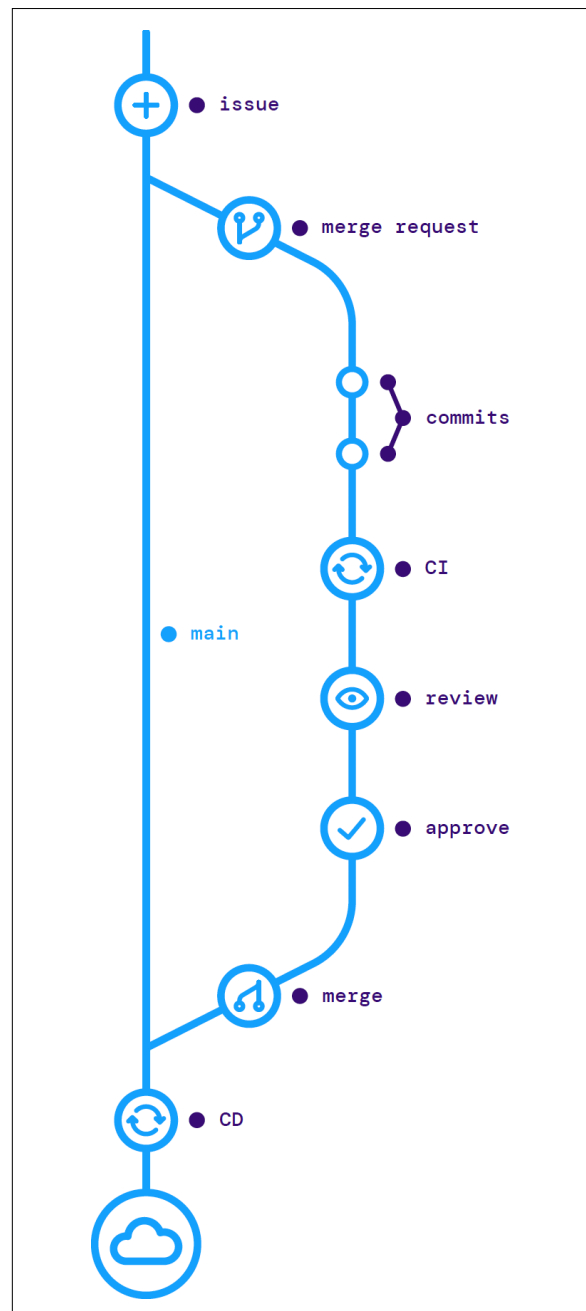 issue
merge request
commits
CI
main
review
approve
merge
CD